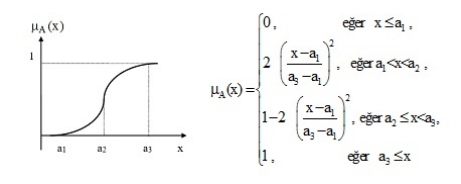 μA(x)
1
a1 a2 a3 x
μA(x)=
0, eğer x≤a1,
2 ((x-a1)/(a3-a1))^2, eğer a1<x<a2,
1-2 ((x-a1)/(a3-a1))^2, eğer a2≤x<a3,
1, eğer a3≤x